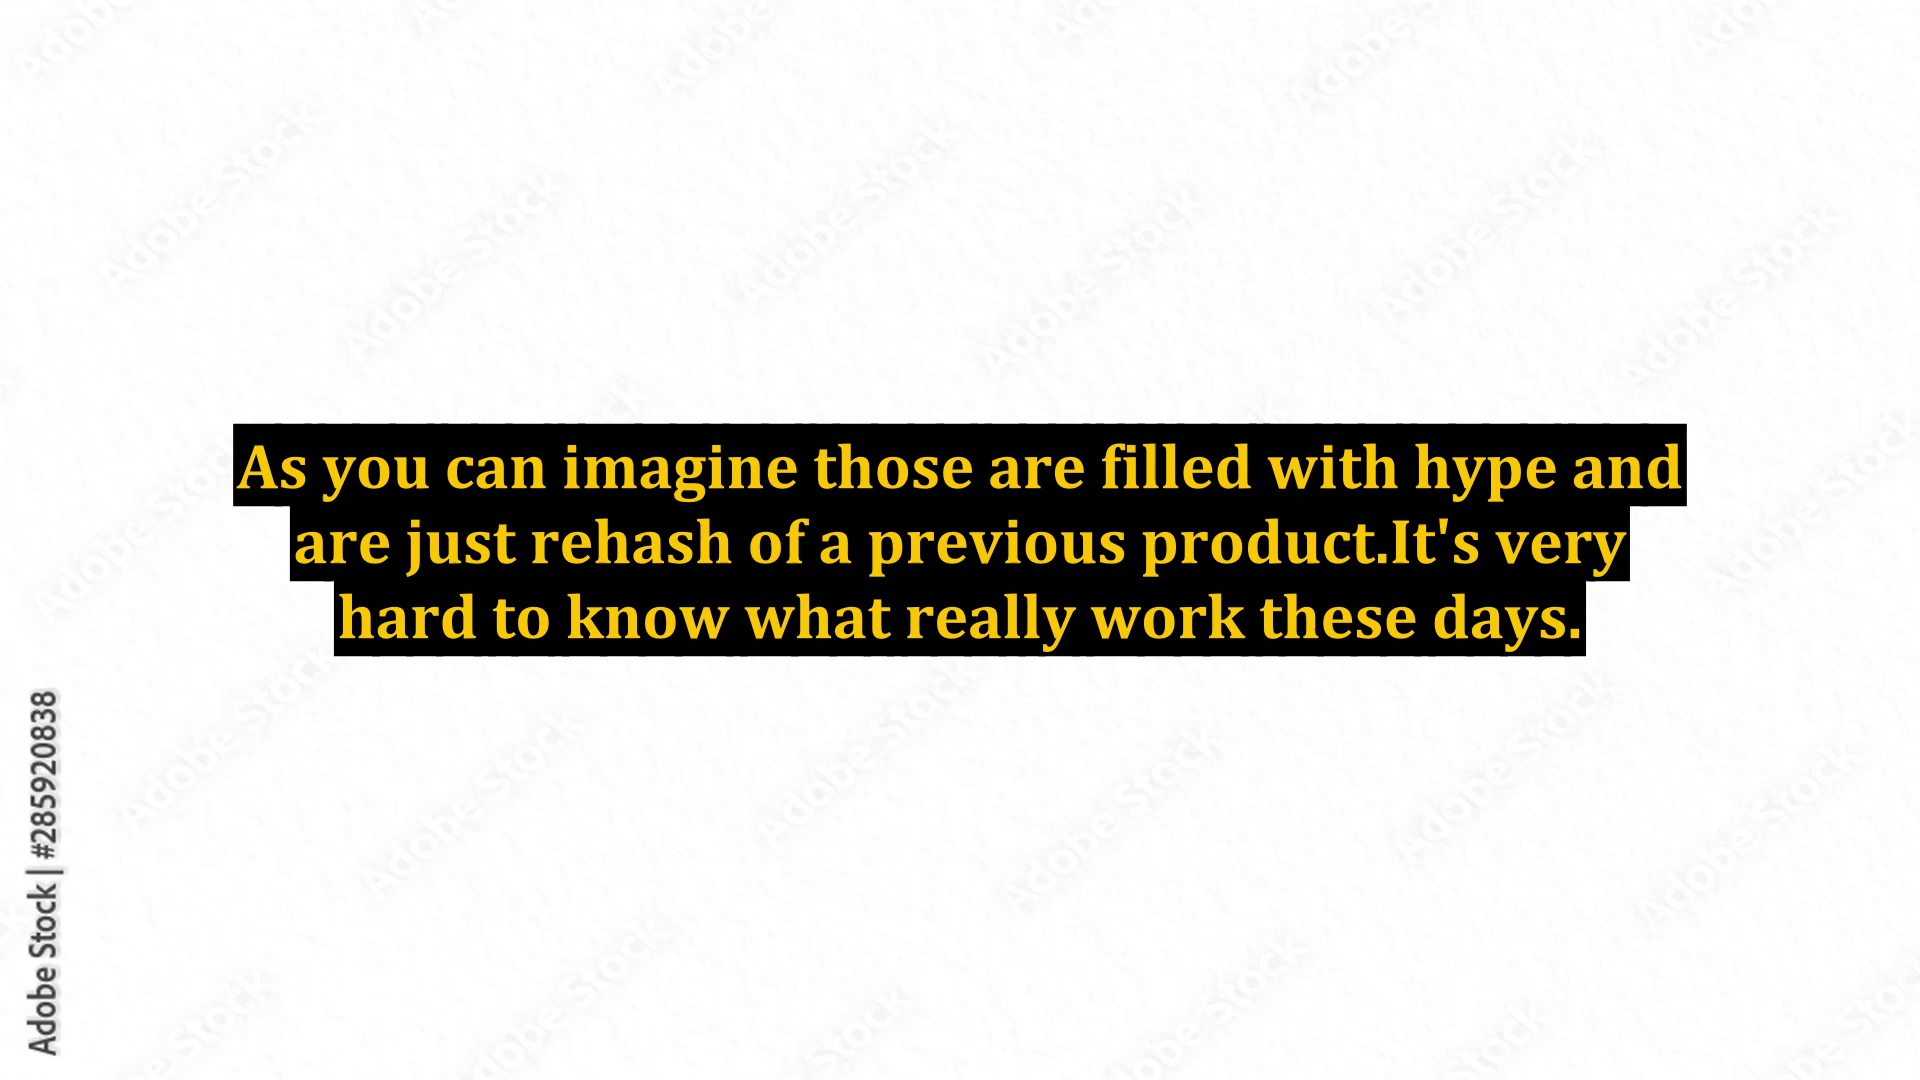 As you can imagine those are filled with hype and
are just rehash of a previous product.It's very
hard to know what really work these days.
Adobe Stock | #285920838